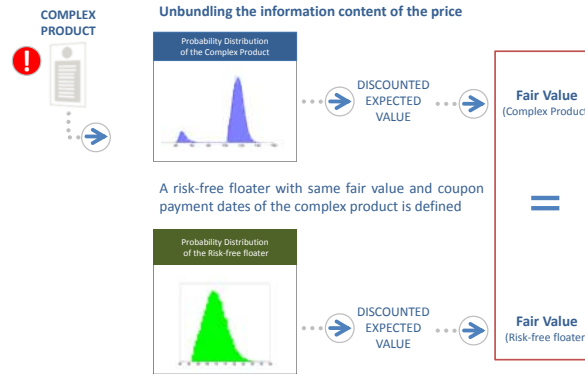 COMPLEX
PRODUCT
Unbundling the information content of the price
!
Probability Distribution
of the Complex Product
DISCOUNTED
EXPECTED
VALUE
Fair Value
(Complex Product
A risk-free floater with same fair value and coupon
payment dates of the complex product is defined
=
Probability Distribution
of the Risk-free floater
DISCOUNTED
EXPECTED
VALUE
Fair Value
(Risk-free floater